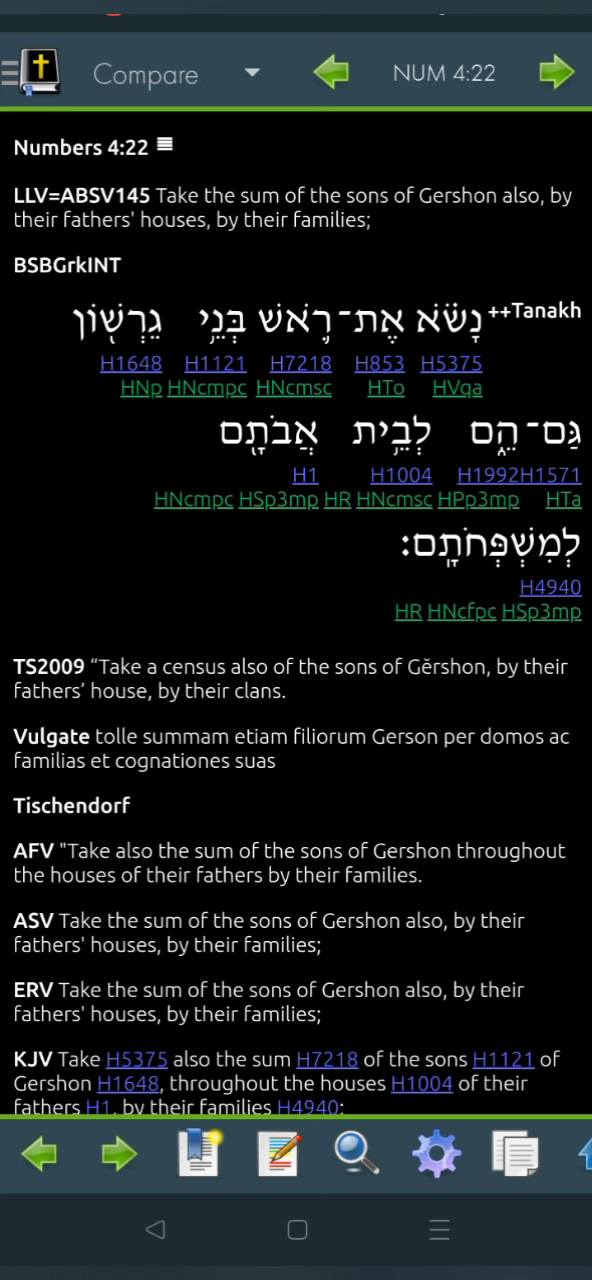 Compare
NUM 4:22
Numbers 4:22
LLV=ABSV145 Take the sum of the sons of Gershon also, by
their fathers' houses, by their families;
BSBGrkINT
++Tanakh נָשֹׂ֗א אֶת־רֹ֛אשׁ בְּנֵ֥י גֵרְשׁ֖וֹן
H1648 H1121 H7218 H853 H5375
HNp HNcmpc HNcmsc HTo HVqa
גַּם־הֵ֑ם לְבֵ֥ית אֲבֹתָ֖ם
H1 H1004 H1992H1571
HNcmpc HSp3mp HR HNcmsc HPp3mp HTa
לְמִשְׁפְּחֹתָֽם׃
H4940
HR HNcfpc HSp3mp
TS2009 “Take a census also of the sons of Gĕrshon, by their
fathers’ house, by their clans.
Vulgate tolle summam etiam filiorum Gerson per domos ac
familias et cognationes suas
Tischendorf
AFV "Take also the sum of the sons of Gershon throughout
the houses of their fathers by their families.
ASV Take the sum of the sons of Gershon also, by their
fathers' houses, by their families;
ERV Take the sum of the sons of Gershon also, by their
fathers' houses, by their families;
KJV Take H5375 also the sum H7218 of the sons H1121 of
Gershon H1648, throughout the houses H1004 of their
fathers H1, by their families H4940;